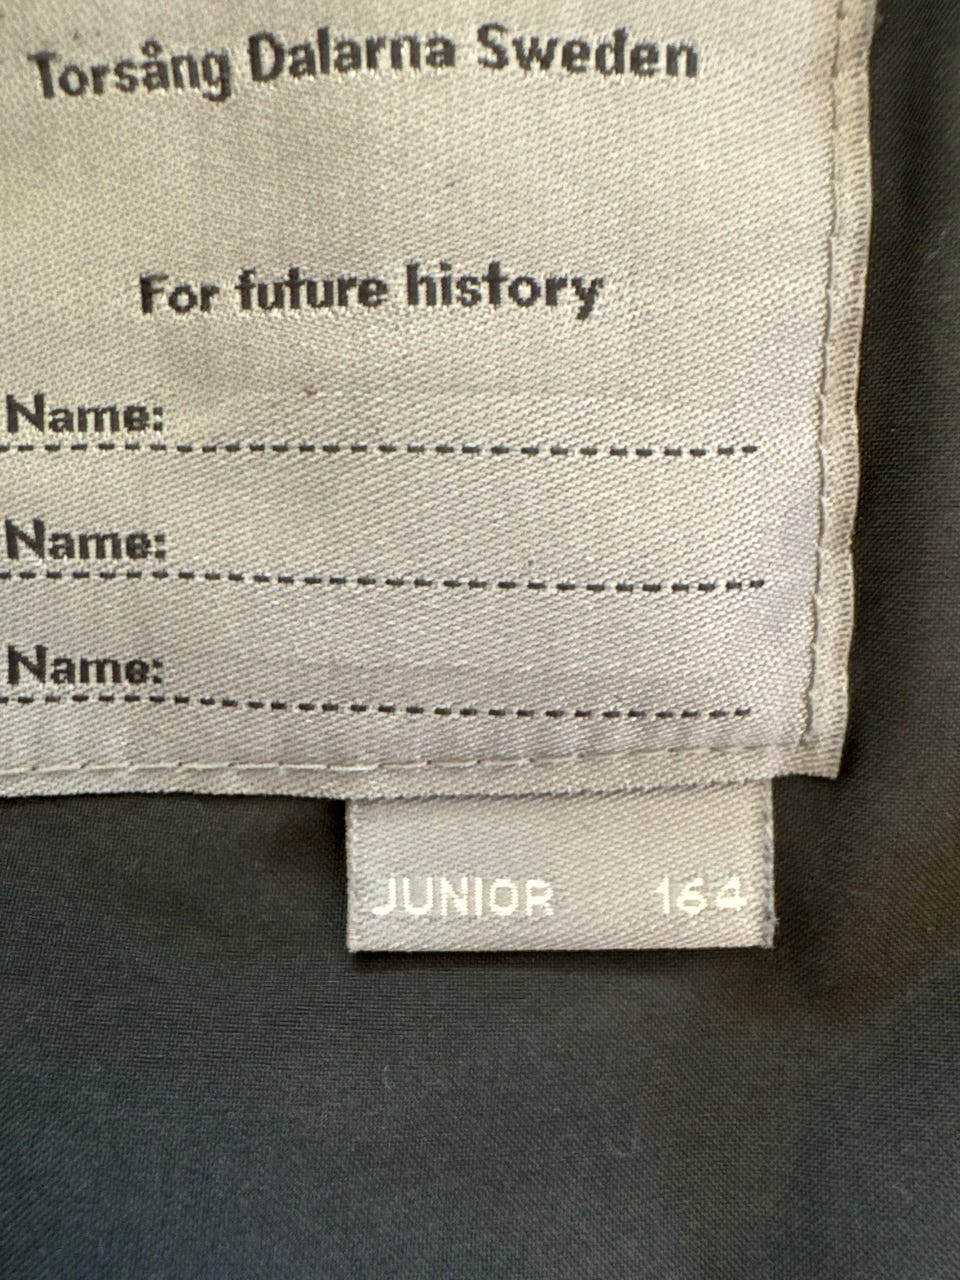 Torsång Dalarna Sweden
For future history
Name:
Name:
Name:
JUNIOR 164